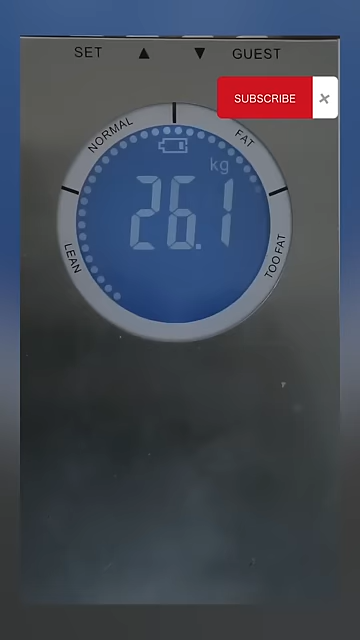 SET ▲ ▼ GUEST
SUBSCRIBE ×
NORMAL
FAT
kg
26.1
LEAN
TOO FAT